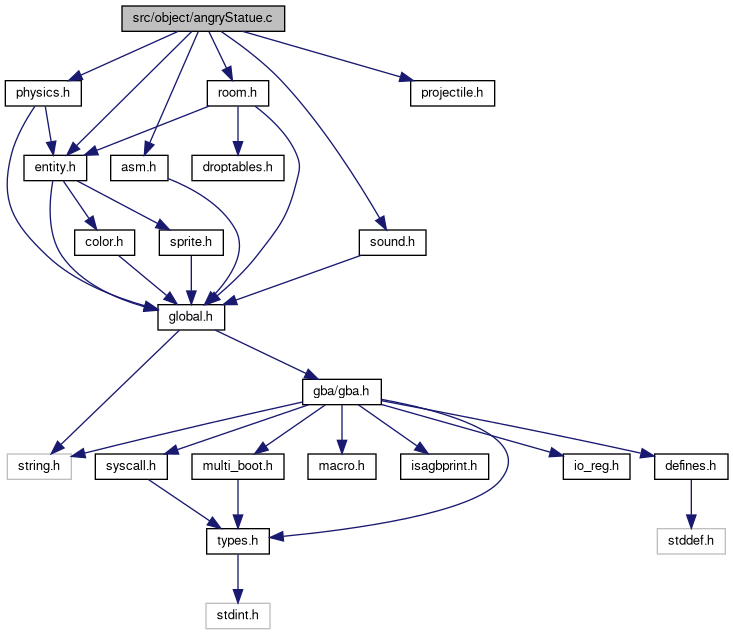 src/object/angryStatue.c
physics.h
room.h
projectile.h
entity.h
asm.h
droptables.h
color.h
sprite.h
sound.h
global.h
gba/gba.h
string.h
syscall.h
multi_boot.h
macro.h
isagbprint.h
io_reg.h
defines.h
types.h
stddef.h
stdint.h